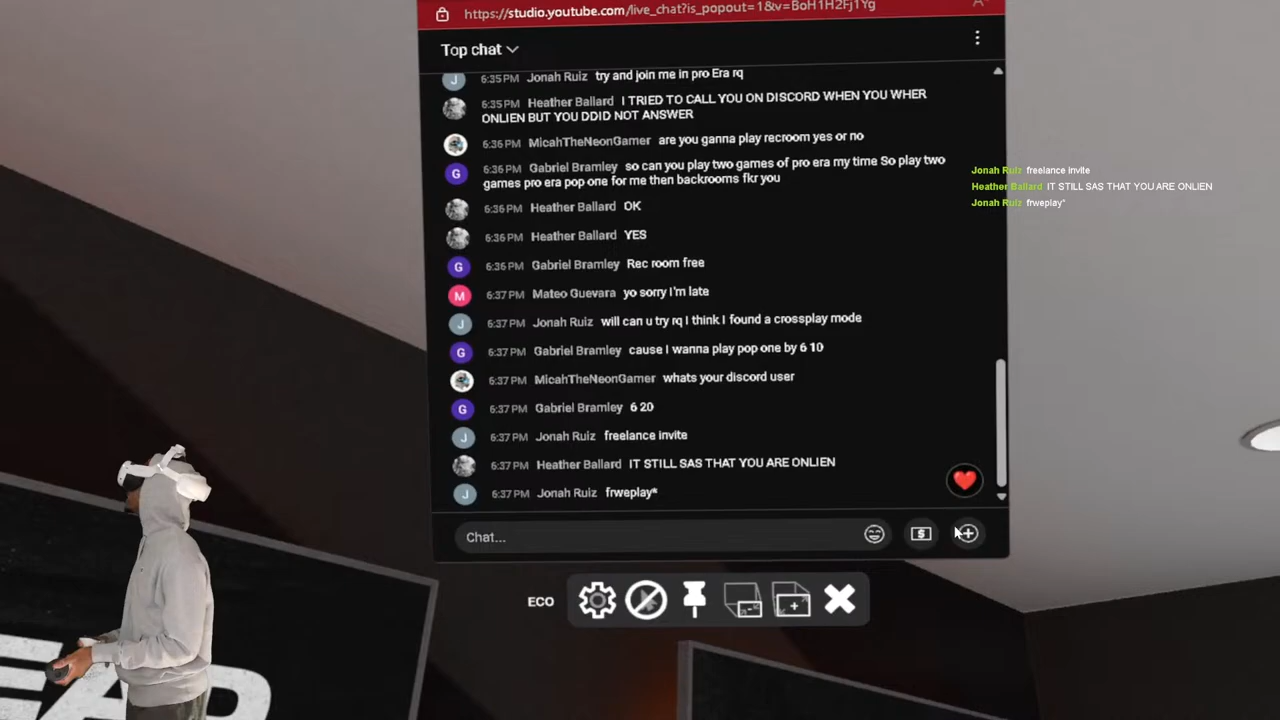 https://studio.youtube.com/live_chat?is_popout=1&v=BoH1H2Fj1Yg
Top chat
J 6:35 PM Jonah Ruiz try and join me in pro Era rq
6:35 PM Heather Ballard I TRIED TO CALL YOU ON DISCORD WHEN YOU WHER
ONLIEN BUT YOU DDID NOT ANSWER
6:36 PM MicahTheNeonGamer are you ganna play recroom yes or no
G 6:36 PM Gabriel Bramley so can you play two games of pro era my time So play two
games pro era pop one for me then backrooms fkr you
6:36 PM Heather Ballard OK
6:36 PM Heather Ballard YES
G 6:36 PM Gabriel Bramley Rec room free
M 6:37 PM Mateo Guevara yo sorry I'm late
J 6:37 PM Jonah Ruiz will can u try rq I think I found a crossplay mode
G 6:37 PM Gabriel Bramley cause I wanna play pop one by 6 10
6:37 PM MicahTheNeonGamer whats your discord user
G 6:37 PM Gabriel Bramley 6 20
J 6:37 PM Jonah Ruiz freelance invite
6:37 PM Heather Ballard IT STILL SAS THAT YOU ARE ONLIEN
J 6:37 PM Jonah Ruiz frweplay*
Chat...
ECO
Jonah Ruiz freelance invite
Heather Ballard IT STILL SAS THAT YOU ARE ONLIEN
Jonah Ruiz frweplay*